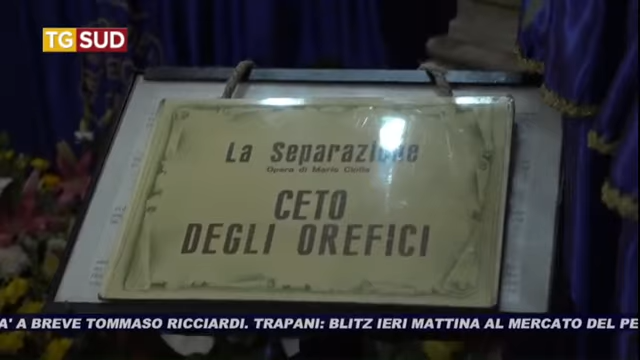 TG SUD
La Separazione
Opera di Mario Ciotta
CETO
DEGLI OREFICI
A' A BREVE TOMMASO RICCIARDI. TRAPANI: BLITZ IERI MATTINA AL MERCATO DEL PE